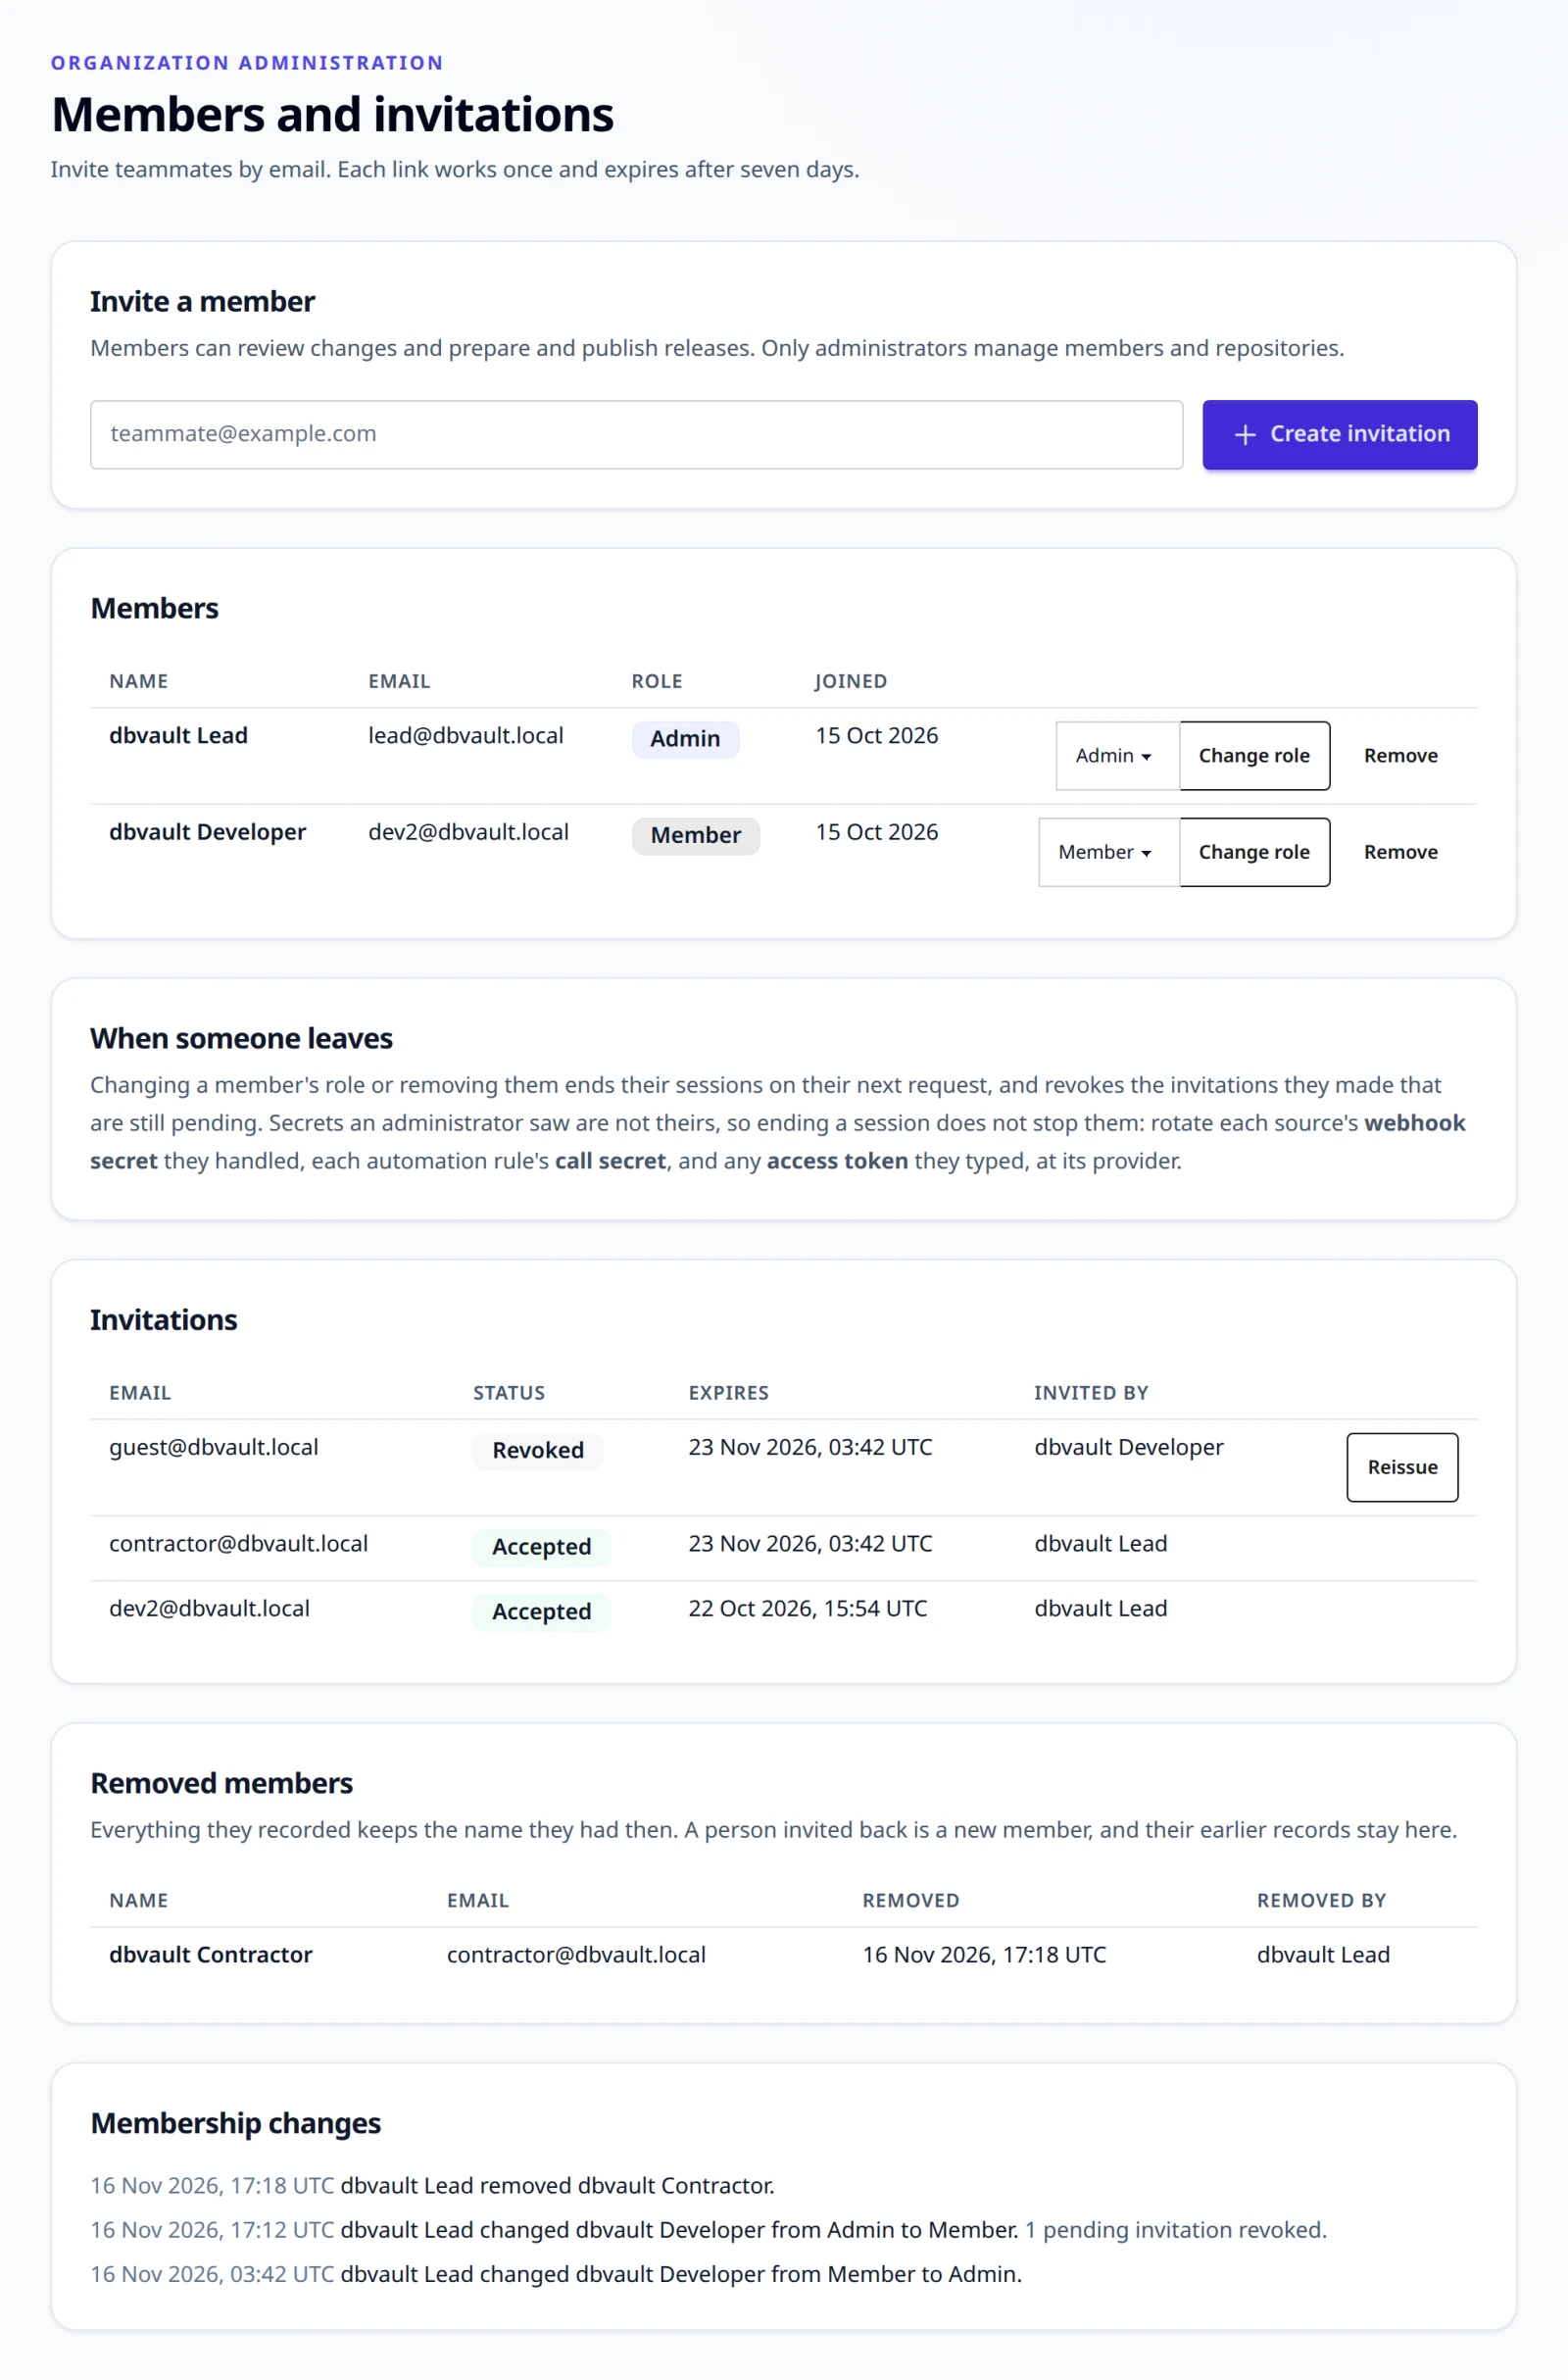 ORGANIZATION ADMINISTRATION
Members and invitations
Invite teammates by email. Each link works once and expires after seven days.
Invite a member
Members can review changes and prepare and publish releases. Only administrators manage members and repositories.
teammate@example.com
Create invitation
Members
NAME EMAIL ROLE JOINED
dbvault Lead lead@dbvault.local Admin 15 Oct 2026 Admin Change role Remove
dbvault Developer dev2@dbvault.local Member 15 Oct 2026 Member Change role Remove
When someone leaves
Changing a member's role or removing them ends their sessions on their next request, and revokes the invitations they made that
are still pending. Secrets an administrator saw are not theirs, so ending a session does not stop them: rotate each source's webhook
secret they handled, each automation rule's call secret, and any access token they typed, at its provider.
Invitations
EMAIL STATUS EXPIRES INVITED BY
guest@dbvault.local Revoked 23 Nov 2026, 03:42 UTC dbvault Developer Reissue
contractor@dbvault.local Accepted 23 Nov 2026, 03:42 UTC dbvault Lead
dev2@dbvault.local Accepted 22 Oct 2026, 15:54 UTC dbvault Lead
Removed members
Everything they recorded keeps the name they had then. A person invited back is a new member, and their earlier records stay here.
NAME EMAIL REMOVED REMOVED BY
dbvault Contractor contractor@dbvault.local 16 Nov 2026, 17:18 UTC dbvault Lead
Membership changes
16 Nov 2026, 17:18 UTC dbvault Lead removed dbvault Contractor.
16 Nov 2026, 17:12 UTC dbvault Lead changed dbvault Developer from Admin to Member. 1 pending invitation revoked.
16 Nov 2026, 03:42 UTC dbvault Lead changed dbvault Developer from Member to Admin.